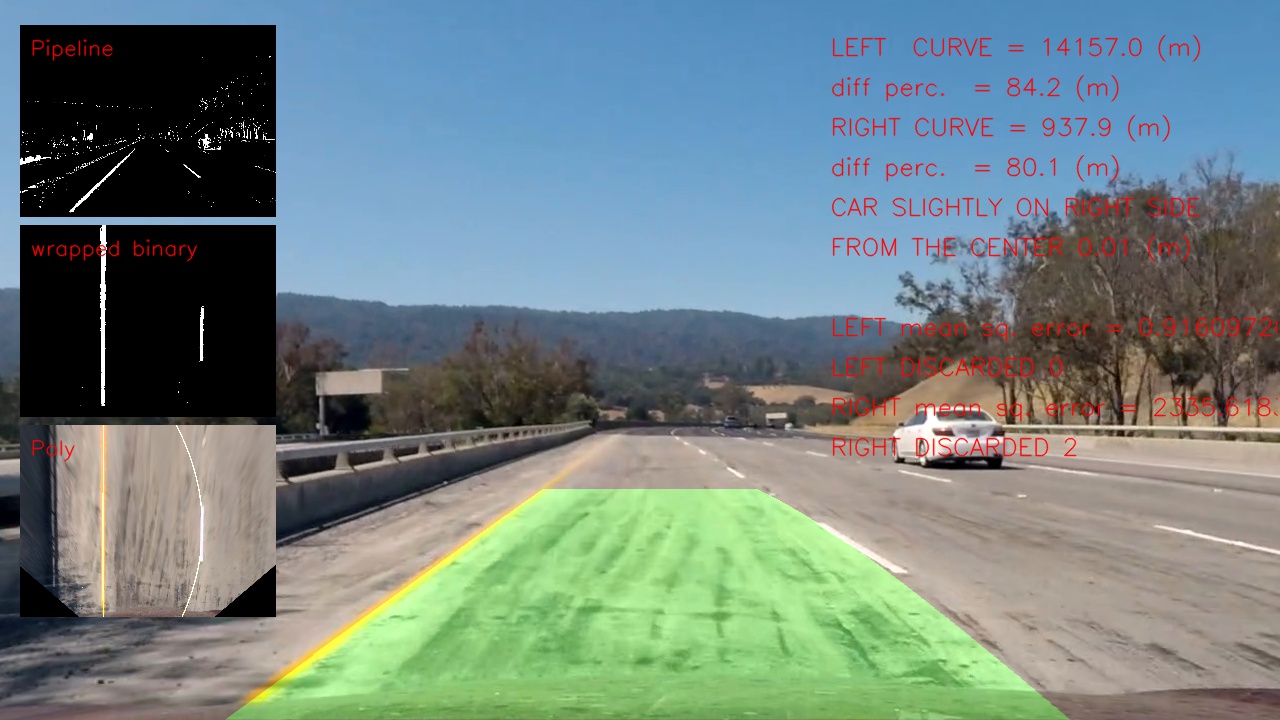 Pipeline
wrapped binary
Poly
LEFT CURVE = 14157.0 (m)
diff perc. = 84.2 (m)
RIGHT CURVE = 937.9 (m)
diff perc. = 80.1 (m)
CAR SLIGHTLY ON RIGHT SIDE
FROM THE CENTER 0.01 (m)
LEFT mean sq. error = 0.9160972
LEFT DISCARDED 0
RIGHT mean sq. error = 2335.618
RIGHT DISCARDED 2